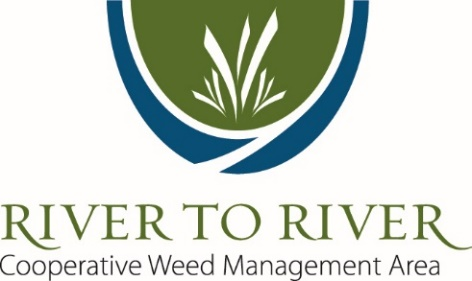 RIVER TO RIVER
Cooperative Weed Management Area